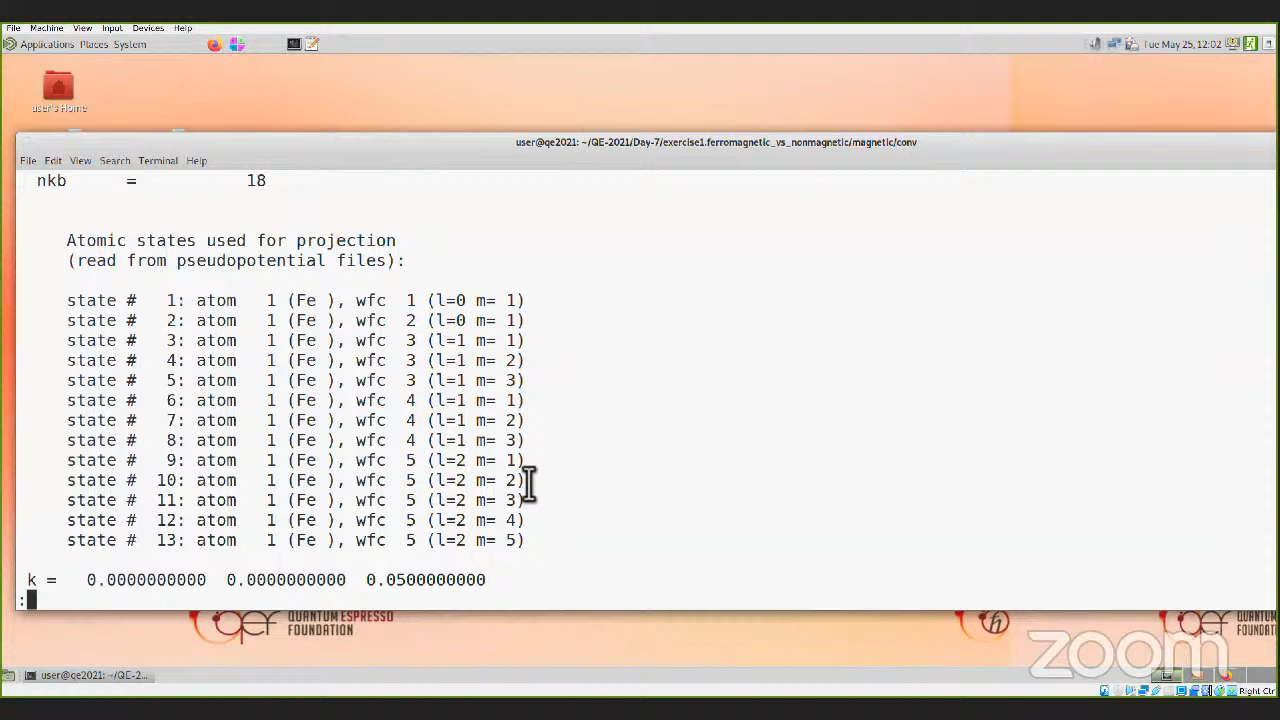 File Machine View Input Devices Help
Applications Places System
Tue May 25, 12:02
user's Home
user@qe2021: ~/QE-2021/Day-7/exercise1.ferromagnetic_vs_nonmagnetic/magnetic/conv
File Edit View Search Terminal Help
nkb = 18
Atomic states used for projection
(read from pseudopotential files):
state # 1: atom 1 (Fe ), wfc 1 (l=0 m= 1)
state # 2: atom 1 (Fe ), wfc 2 (l=0 m= 1)
state # 3: atom 1 (Fe ), wfc 3 (l=1 m= 1)
state # 4: atom 1 (Fe ), wfc 3 (l=1 m= 2)
state # 5: atom 1 (Fe ), wfc 3 (l=1 m= 3)
state # 6: atom 1 (Fe ), wfc 4 (l=1 m= 1)
state # 7: atom 1 (Fe ), wfc 4 (l=1 m= 2)
state # 8: atom 1 (Fe ), wfc 4 (l=1 m= 3)
state # 9: atom 1 (Fe ), wfc 5 (l=2 m= 1)
state # 10: atom 1 (Fe ), wfc 5 (l=2 m= 2)
state # 11: atom 1 (Fe ), wfc 5 (l=2 m= 3)
state # 12: atom 1 (Fe ), wfc 5 (l=2 m= 4)
state # 13: atom 1 (Fe ), wfc 5 (l=2 m= 5)
k = 0.0000000000 0.0000000000 0.0500000000
:
QUANTUM ESPRESSO
FOUNDATION
zoom
user@qe2021: ~/QE-2...
Right Ctrl